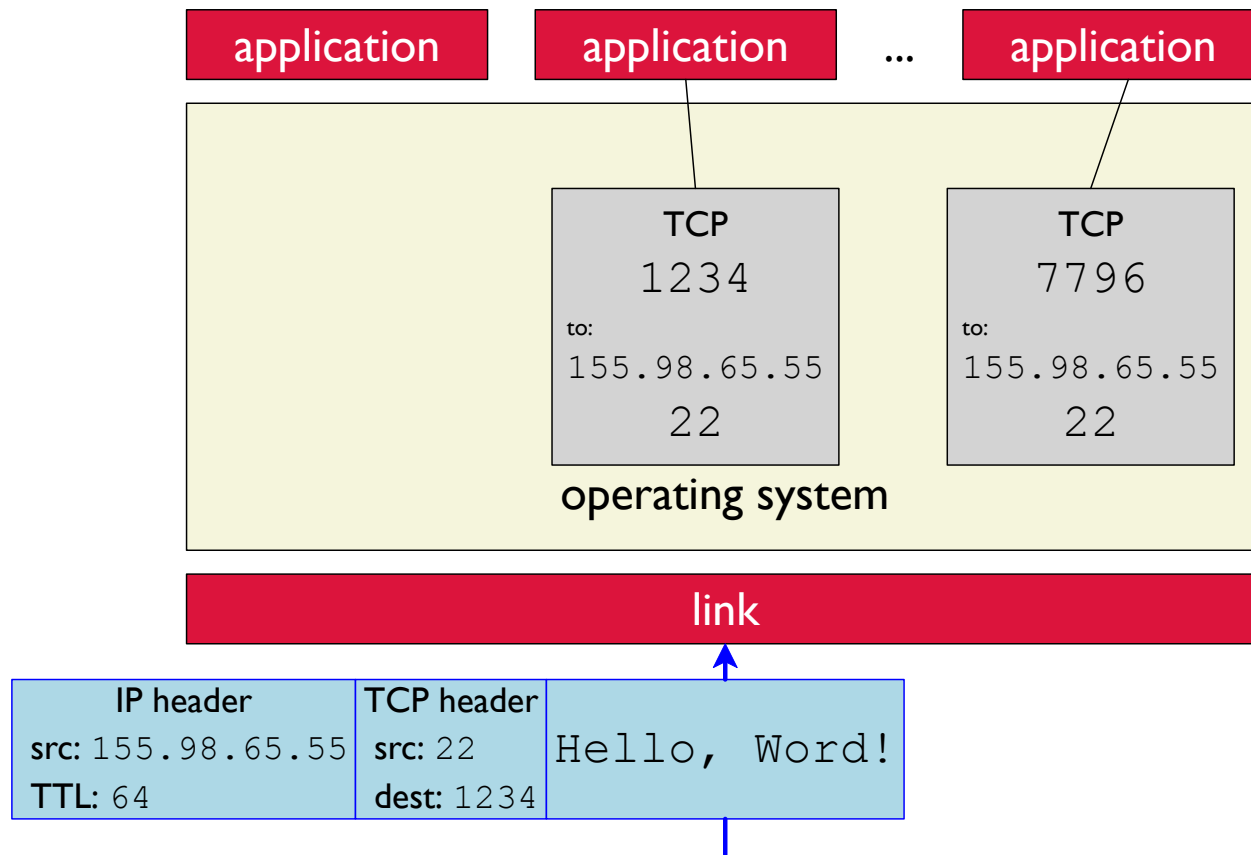 application application ... application
TCP
1234
to:
155.98.65.55
22
TCP
7796
to:
155.98.65.55
22
operating system
link
IP header
src: 155.98.65.55
TTL: 64
TCP header
src: 22
dest: 1234
Hello, Word!